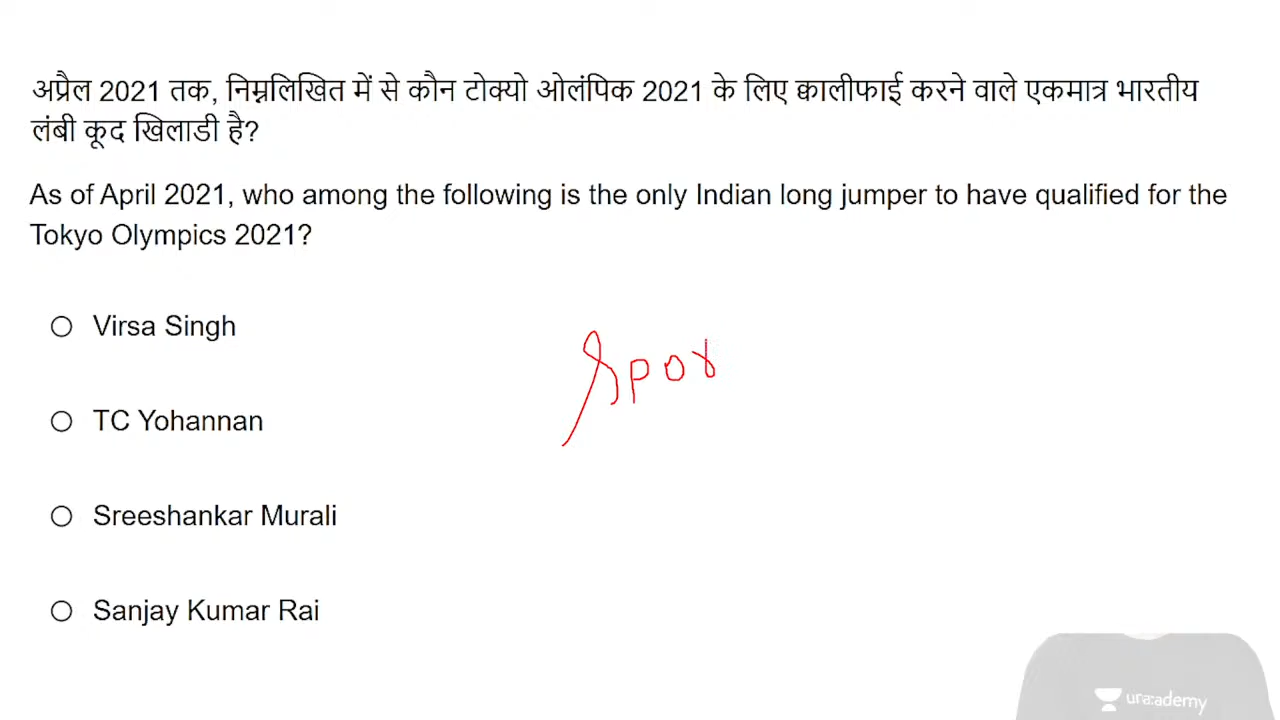 अप्रैल 2021 तक, निम्नलिखित में से कौन टोक्यो ओलंपिक 2021 के लिए क्वालीफाई करने वाले एकमात्र भारतीय
लंबी कूद खिलाडी है?
As of April 2021, who among the following is the only Indian long jumper to have qualified for the
Tokyo Olympics 2021?
Virsa Singh
TC Yohannan
Spor
Sreeshankar Murali
Sanjay Kumar Rai